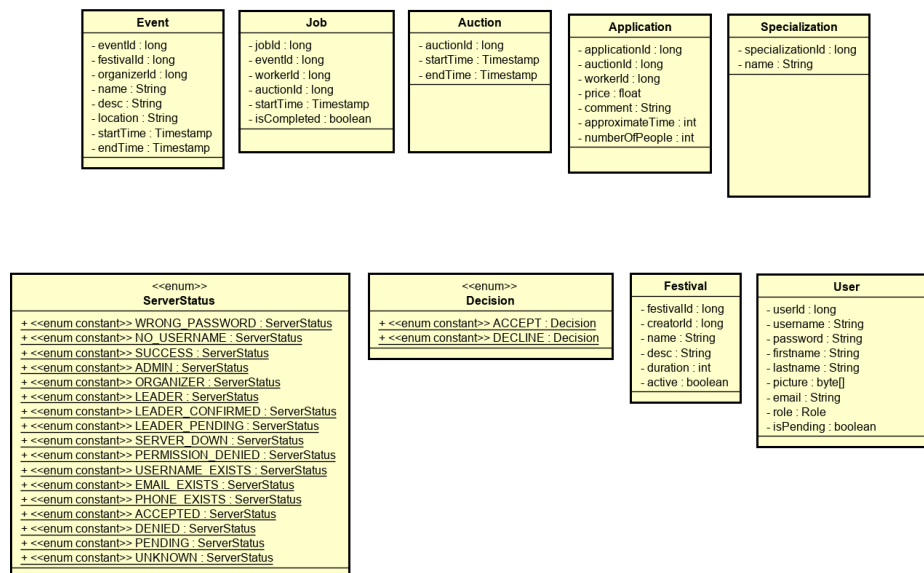 Event
- eventId : long
- festivalId : long
- organizerId : long
- name : String
- desc : String
- location : String
- startTime : Timestamp
- endTime : Timestamp
Job
- jobId : long
- eventId : long
- workerId : long
- auctionId : long
- startTime : Timestamp
- isCompleted : boolean
Auction
- auctionId : long
- startTime : Timestamp
- endTime : Timestamp
Application
- applicationId : long
- auctionId : long
- workerId : long
- price : float
- comment : String
- approximateTime : int
- numberOfPeople : int
Specialization
- specializationId : long
- name : String
<<enum>>
ServerStatus
+ <<enum constant>> WRONG_PASSWORD : ServerStatus
+ <<enum constant>> NO_USERNAME : ServerStatus
+ <<enum constant>> SUCCESS : ServerStatus
+ <<enum constant>> ADMIN : ServerStatus
+ <<enum constant>> ORGANIZER : ServerStatus
+ <<enum constant>> LEADER : ServerStatus
+ <<enum constant>> LEADER_CONFIRMED : ServerStatus
+ <<enum constant>> LEADER_PENDING : ServerStatus
+ <<enum constant>> SERVER_DOWN : ServerStatus
+ <<enum constant>> PERMISSION_DENIED : ServerStatus
+ <<enum constant>> USERNAME_EXISTS : ServerStatus
+ <<enum constant>> EMAIL_EXISTS : ServerStatus
+ <<enum constant>> PHONE_EXISTS : ServerStatus
+ <<enum constant>> ACCEPTED : ServerStatus
+ <<enum constant>> DENIED : ServerStatus
+ <<enum constant>> PENDING : ServerStatus
+ <<enum constant>> UNKNOWN : ServerStatus
<<enum>>
Decision
+ <<enum constant>> ACCEPT : Decision
+ <<enum constant>> DECLINE : Decision
Festival
- festivalId : long
- creatorId : long
- name : String
- desc : String
- duration : int
- active : boolean
User
- userId : long
- username : String
- password : String
- firstname : String
- lastname : String
- picture : byte[]
- email : String
- role : Role
- isPending : boolean